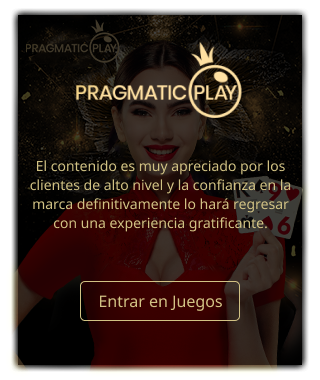 PRAGMATIC PLAY
PRAGMATIC PLAY
El contenido es muy apreciado por los
clientes de alto nivel y la confianza en la
marca definitivamente lo hará regresar
con una experiencia gratificante.
6
Entrar en Juegos